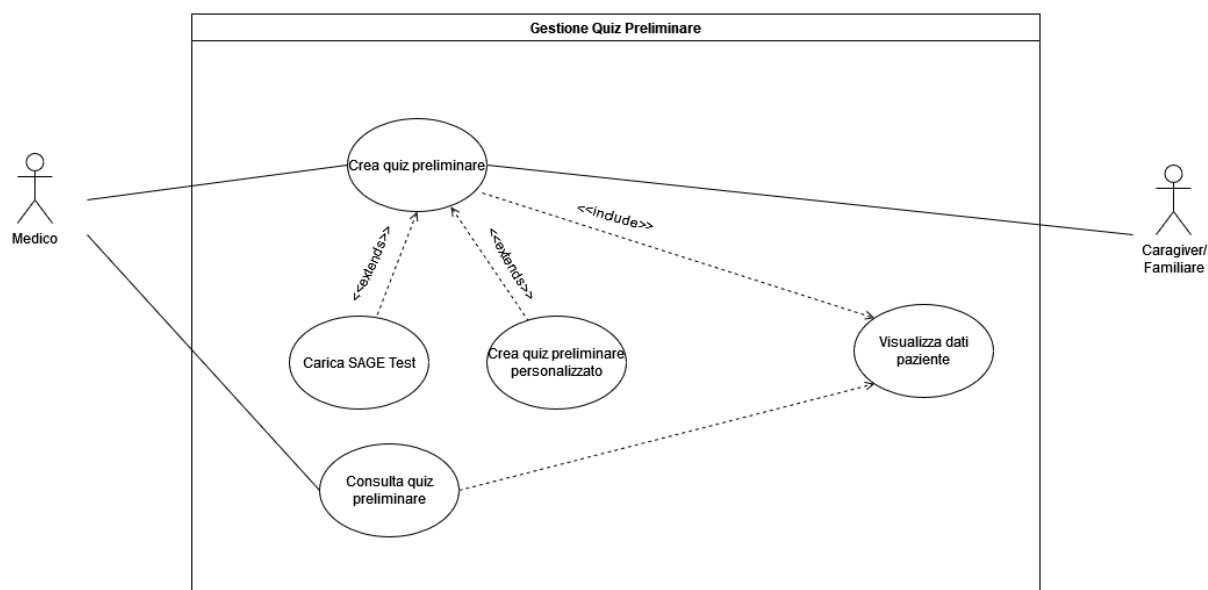 Gestione Quiz Preliminare
Crea quiz preliminare
<<include>>
Medico
Caragiver/
Familiare
<<extends>>
<<extends>>
Carica SAGE Test
Crea quiz preliminare
personalizzato
Visualizza dati
paziente
Consulta quiz
preliminare